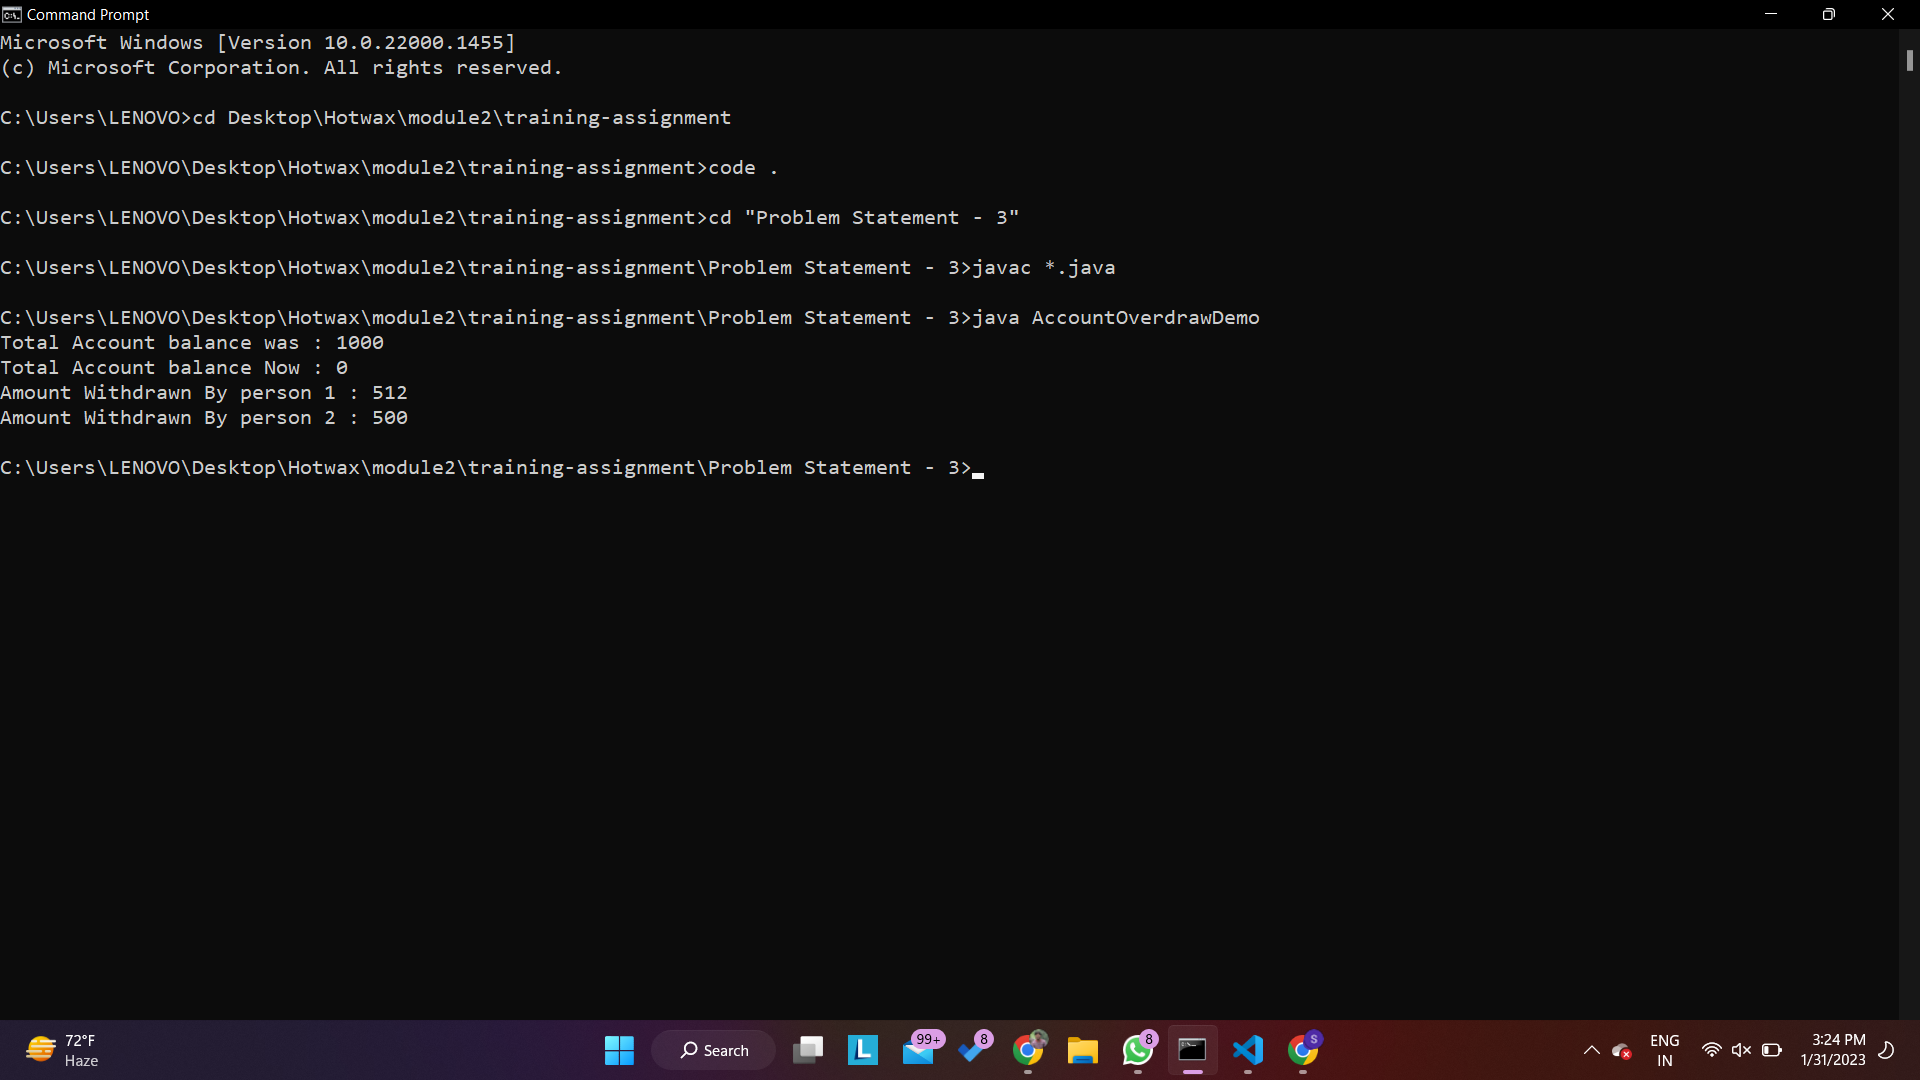 Command Prompt
Microsoft Windows [Version 10.0.22000.1455]
(c) Microsoft Corporation. All rights reserved.
C:\Users\LENOVO>cd Desktop\Hotwax\module2\training-assignment
C:\Users\LENOVO\Desktop\Hotwax\module2\training-assignment>code .
C:\Users\LENOVO\Desktop\Hotwax\module2\training-assignment>cd "Problem Statement - 3"
C:\Users\LENOVO\Desktop\Hotwax\module2\training-assignment\Problem Statement - 3>javac *.java
C:\Users\LENOVO\Desktop\Hotwax\module2\training-assignment\Problem Statement - 3>java AccountOverdrawDemo
Total Account balance was : 1000
Total Account balance Now : 0
Amount Withdrawn By person 1 : 512
Amount Withdrawn By person 2 : 500
C:\Users\LENOVO\Desktop\Hotwax\module2\training-assignment\Problem Statement - 3>
72°F
Haze
Search
L
99+
8
8
S
ENG
IN
3:24 PM
1/31/2023